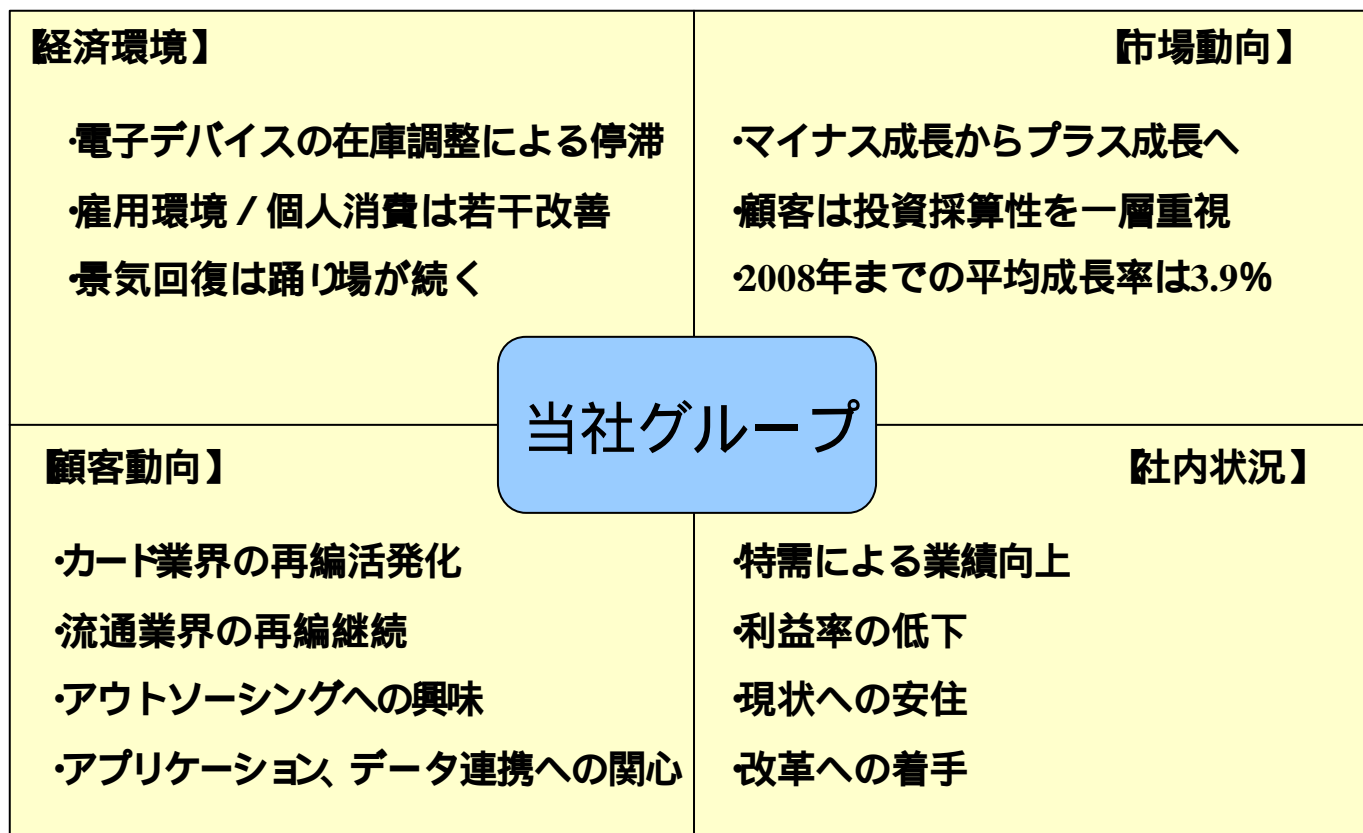 【経済環境】
・電子デバイスの在庫調整による停滞
・雇用環境／個人消費は若干改善
・景気回復は踊り場が続く
【市場動向】
・マイナス成長からプラス成長へ
・顧客は投資採算性を一層重視
・2008年までの平均成長率は3.9%
当社グループ
【顧客動向】
・カード業界の再編活発化
・流通業界の再編継続
・アウトソーシングへの興味
・アプリケーション、データ連携への関心
【社内状況】
・特需による業績向上
・利益率の低下
・現状への安住
・改革への着手